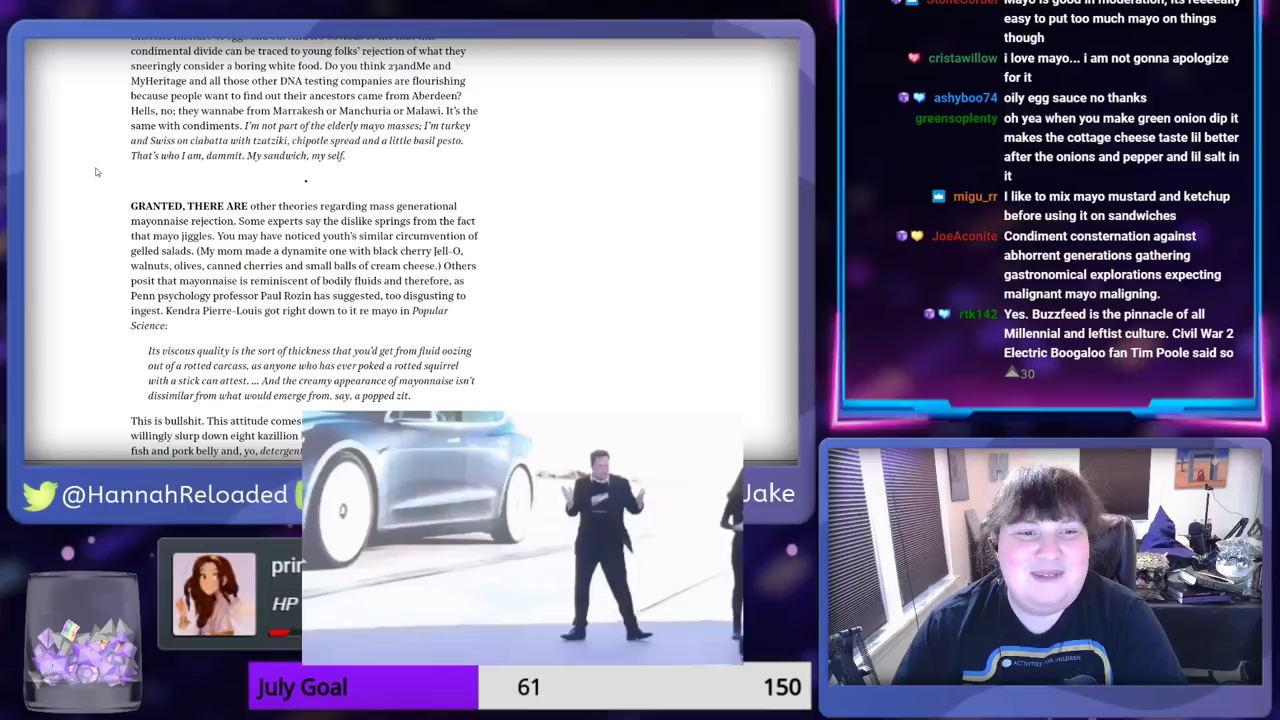 condimental divide can be traced to young folks' rejection of what they
sneeringly consider a boring white food. Do you think 23andMe and
MyHeritage and all those other DNA testing companies are flourishing
because people want to find out their ancestors came from Aberdeen?
Hells, no; they wannabe from Marrakesh or Manchuria or Malawi. It's the
same with condiments. I'm not part of the elderly mayo masses; I'm turkey
and Swiss on ciabatta with tzatziki, chipotle spread and a little basil pesto.
That's who I am, dammit. My sandwich, my self.
•
GRANTED, THERE ARE other theories regarding mass generational
mayonnaise rejection. Some experts say the dislike springs from the fact
that mayo jiggles. You may have noticed youth's similar circumvention of
gelled salads. (My mom made a dynamite one with black cherry Jell-O,
walnuts, olives, canned cherries and small balls of cream cheese.) Others
posit that mayonnaise is reminiscent of bodily fluids and therefore, as
Penn psychology professor Paul Rozin has suggested, too disgusting to
ingest. Kendra Pierre-Louis got right down to it re mayo in Popular
Science:
Its viscous quality is the sort of thickness that you'd get from fluid oozing
out of a rotted carcass, as anyone who has ever poked a rotted squirrel
with a stick can attest. … And the creamy appearance of mayonnaise isn't
dissimilar from what would emerge from, say, a popped zit.
This is bullshit. This attitude comes
willingly slurp down eight kazillion
fish and pork belly and, yo, detergen
@HannahReloaded
Jake
prin
HP
July Goal
61
150
Mayo is good in moderation, its reeeeally
easy to put too much mayo on things
though
cristawillow i love mayo... i am not gonna apologize
for it
ashyboo74 oily egg sauce no thanks
greensoplenty oh yea when you make green onion dip it
makes the cottage cheese taste lil better
after the onions and pepper and lil salt in
it
migu_rr I like to mix mayo mustard and ketchup
before using it on sandwiches
JoeAconite Condiment consternation against
abhorrent generations gathering
gastronomical explorations expecting
malignant mayo maligning.
rtk142 Yes. Buzzfeed is the pinnacle of all
Millennial and leftist culture. Civil War 2
Electric Boogaloo fan Tim Poole said so
30
ACTIVITIES FOR CHILDREN